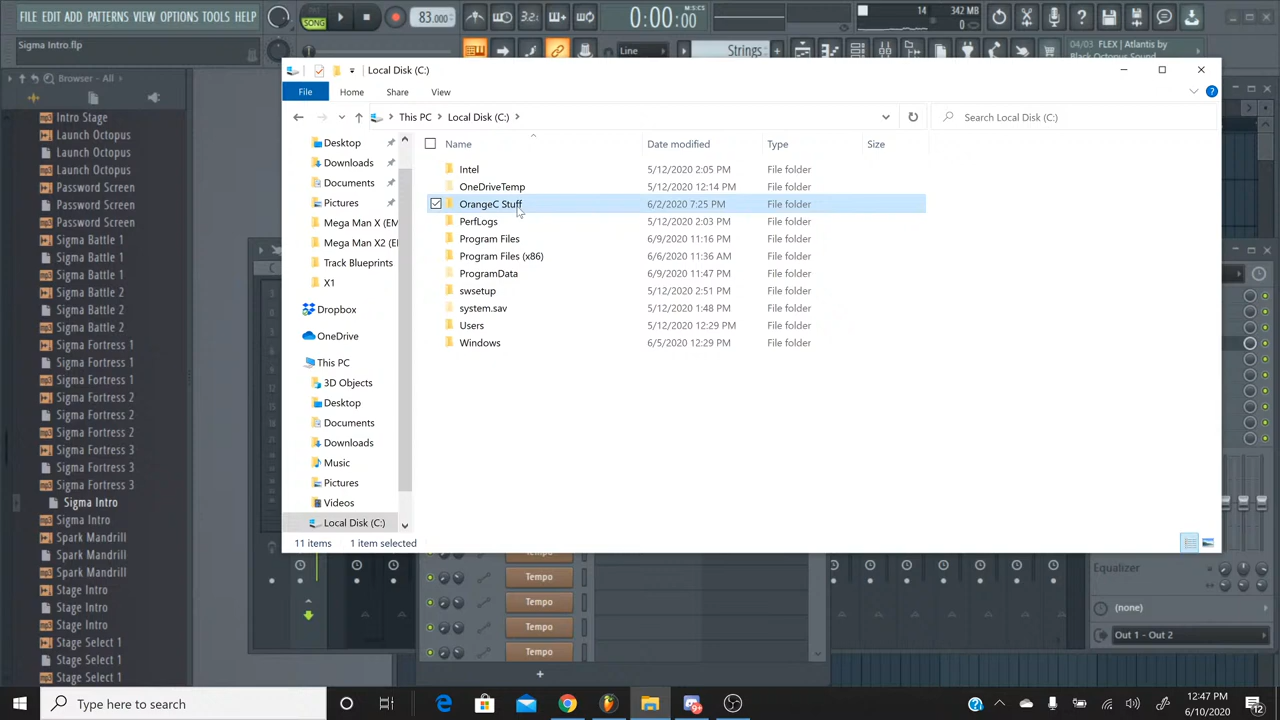 FILE EDIT ADD PATTERNS VIEW OPTIONS TOOLS HELP
SONG
83.000
3.2.
0:00:00
14
342 MB
0
Sigma Intro.flp
Line
Strings
04/03 FLEX | Atlantis by
Black Octopus Sound
Browser - All
Intro Stage
Launch Octopus
Launch Octopus
Password Screen
Password Screen
Sigma Battle 1
Sigma Battle 1
Sigma Battle 2
Sigma Battle 2
Sigma Fortress 1
Sigma Fortress 1
Sigma Fortress 2
Sigma Fortress 2
Sigma Fortress 2
Sigma Fortress 3
Sigma Fortress 3
Sigma Fortress 3
Sigma Intro
Sigma Intro
Spark Mandrill
Spark Mandrill
Spark Mandrill
Stage Intro
Stage Intro
Stage Intro
Stage Select 1
Stage Select 1
Stage Select 1
Local Disk (C:)
File
Home
Share
View
This PC
Local Disk (C:)
Search Local Disk (C:)
Desktop
Downloads
Documents
Pictures
Mega Man X (EM
Mega Man X2 (EI
Track Blueprints
X1
Dropbox
OneDrive
This PC
3D Objects
Desktop
Documents
Downloads
Music
Pictures
Videos
Local Disk (C:)
Name Date modified Type Size
Intel 5/12/2020 2:05 PM File folder
OneDriveTemp 5/12/2020 12:14 PM File folder
OrangeC Stuff 6/2/2020 7:25 PM File folder
PerfLogs 5/12/2020 2:03 PM File folder
Program Files 6/9/2020 11:16 PM File folder
Program Files (x86) 6/6/2020 11:36 AM File folder
ProgramData 6/9/2020 11:47 PM File folder
swsetup 5/12/2020 2:51 PM File folder
system.sav 5/12/2020 1:48 PM File folder
Users 5/12/2020 12:29 PM File folder
Windows 6/5/2020 12:29 PM File folder
11 items 1 item selected
Tempo
Tempo
Tempo
Tempo
Tempo
Equalizer
(none)
Out 1 - Out 2
Type here to search
12:47 PM
6/10/2020